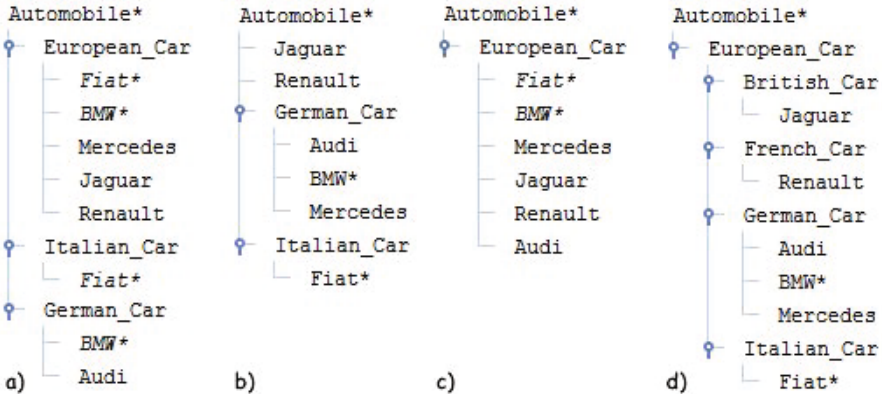 Automobile*
European_Car
Fiat*
BMW*
Mercedes
Jaguar
Renault
Italian_Car
Fiat*
German_Car
BMW*
Audi
a)
Automobile*
Jaguar
Renault
German_Car
Audi
BMW*
Mercedes
Italian_Car
Fiat*
b)
Automobile*
European_Car
Fiat*
BMW*
Mercedes
Jaguar
Renault
Audi
c)
Automobile*
European_Car
British_Car
Jaguar
French_Car
Renault
German_Car
Audi
BMW*
Mercedes
Italian_Car
Fiat*
d)